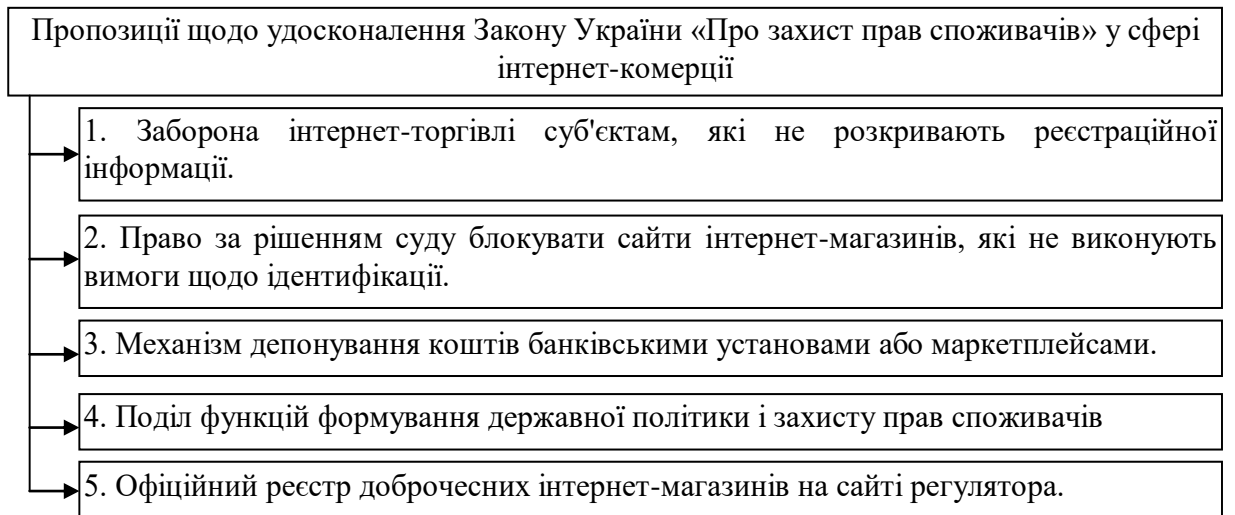 Пропозиції щодо удосконалення Закону України «Про захист прав споживачів» у сфері
інтернет-комерції
1. Заборона інтернет-торгівлі суб'єктам, які не розкривають реєстраційної
інформації.
2. Право за рішенням суду блокувати сайти інтернет-магазинів, які не виконують
вимоги щодо ідентифікації.
3. Механізм депонування коштів банківськими установами або маркетплейсами.
4. Поділ функцій формування державної політики і захисту прав споживачів
5. Офіційний реєстр доброчесних інтернет-магазинів на сайті регулятора.